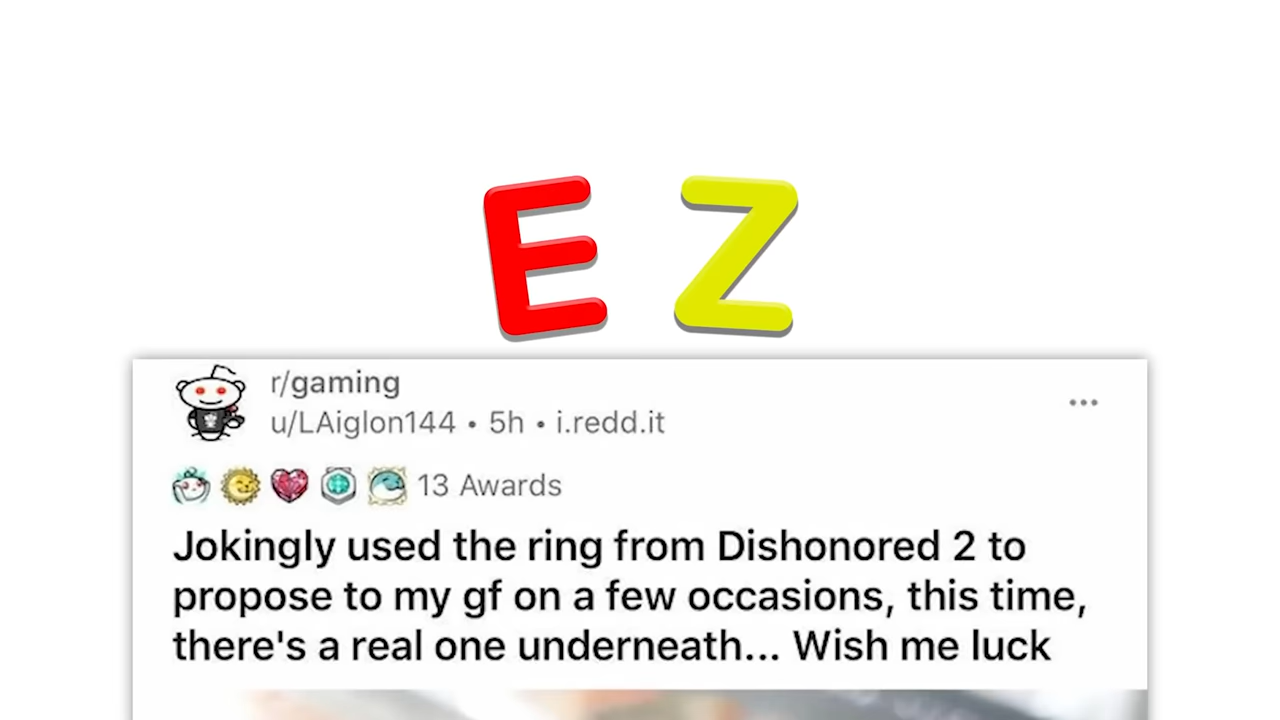 E Z
r/gaming
u/LAiglon144 • 5h • i.redd.it
13 Awards
Jokingly used the ring from Dishonored 2 to
propose to my gf on a few occasions, this time,
there's a real one underneath... Wish me luck